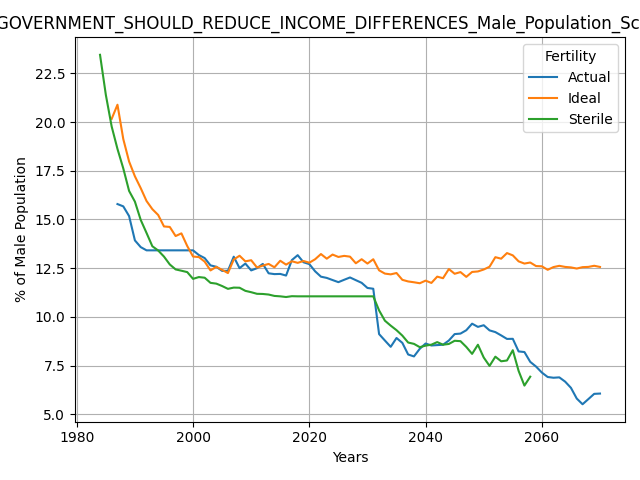 GOVERNMENT_SHOULD_REDUCE_INCOME_DIFFERENCES_Male_Population_Sc
Fertility
Actual
Ideal
Sterile
% of Male Population
22.5
20.0
17.5
15.0
12.5
10.0
7.5
5.0
1980
2000
2020
2040
2060
Years